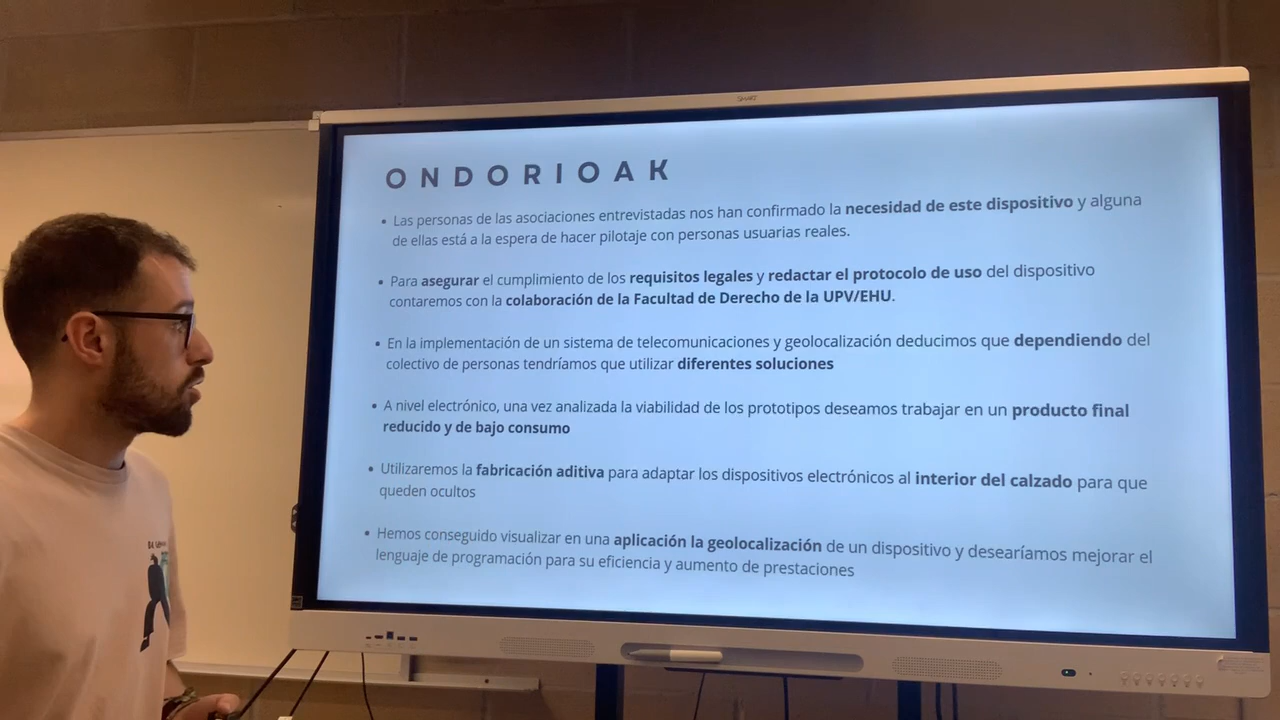 SMART
ONDORIOAK
• Las personas de las asociaciones entrevistadas nos han confirmado la necesidad de este dispositivo y alguna
de ellas está a la espera de hacer pilotaje con personas usuarias reales.
• Para asegurar el cumplimiento de los requisitos legales y redactar el protocolo de uso del dispositivo
contaremos con la colaboración de la Facultad de Derecho de la UPV/EHU.
• En la implementación de un sistema de telecomunicaciones y geolocalización deducimos que dependiendo del
colectivo de personas tendríamos que utilizar diferentes soluciones
• A nivel electrónico, una vez analizada la viabilidad de los prototipos deseamos trabajar en un producto final
reducido y de bajo consumo
• Utilizaremos la fabricación aditiva para adaptar los dispositivos electrónicos al interior del calzado para que
queden ocultos
• Hemos conseguido visualizar en una aplicación la geolocalización de un dispositivo y desearíamos mejorar el
lenguaje de programación para su eficiencia y aumento de prestaciones